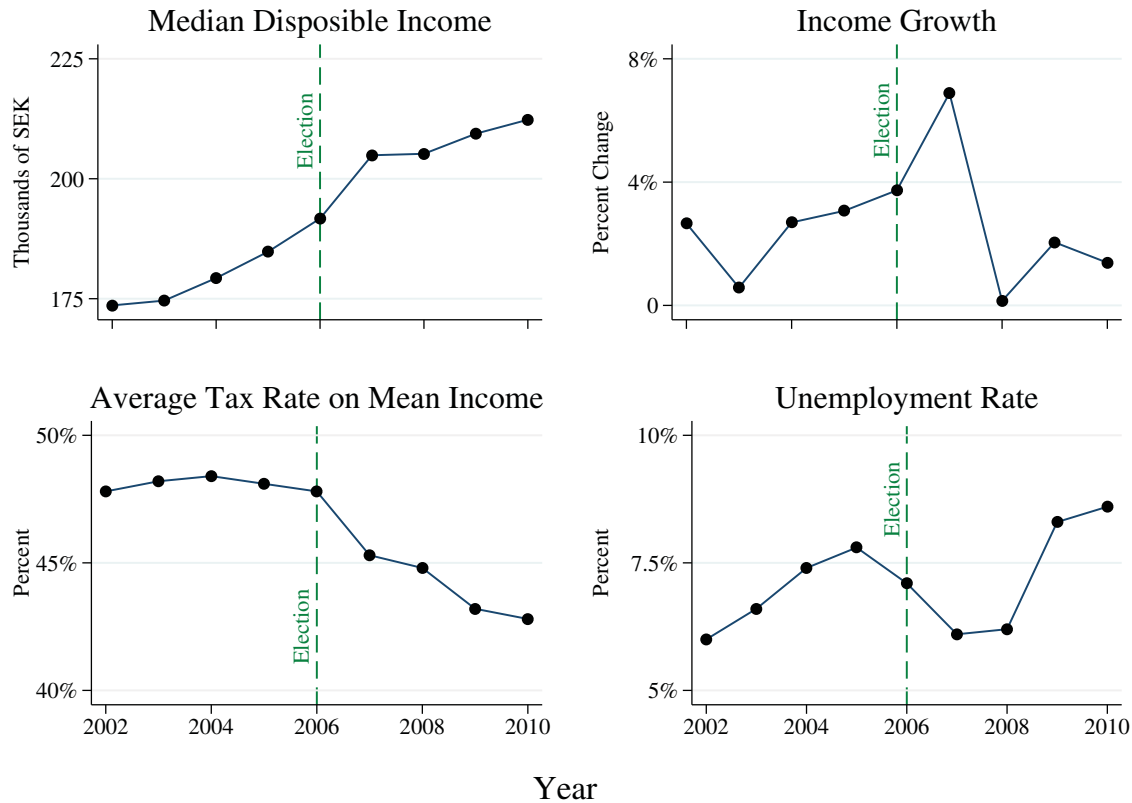 Median Disposable Income
Thousands of SEK
225
200
175
Election
Income Growth
Percent Change
8%
4%
0
Election
Average Tax Rate on Mean Income
Percent
50%
45%
40%
Election
2002 2004 2006 2008 2010
Unemployment Rate
Percent
10%
7.5%
5%
Election
2002 2004 2006 2008 2010
Year